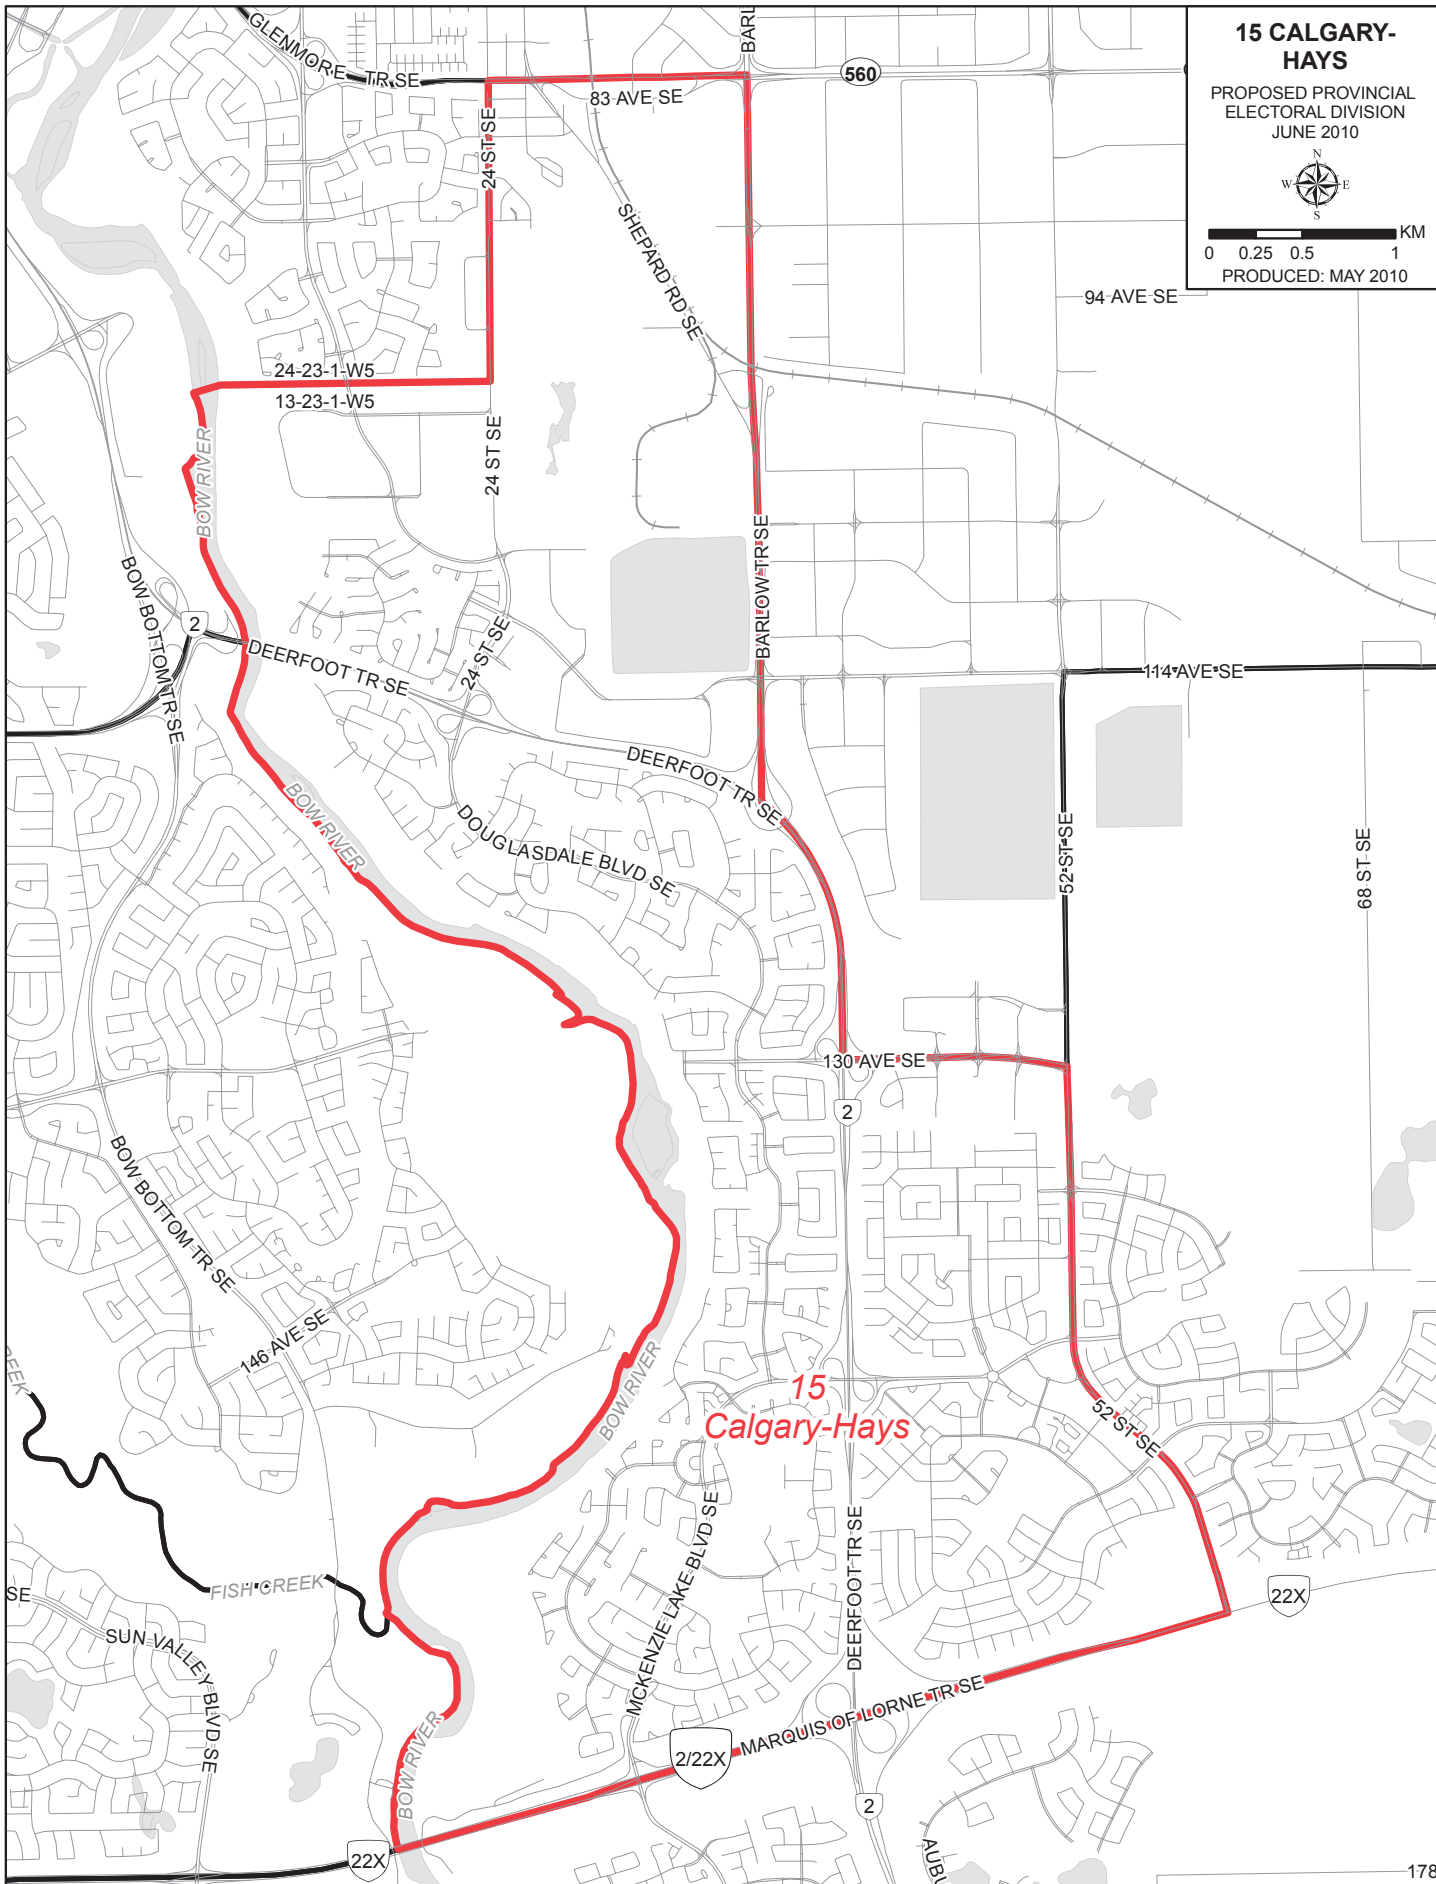 15 CALGARY-
HAYS
PROPOSED PROVINCIAL
ELECTORAL DIVISION
JUNE 2010
N
W E
S
KM
0 0.25 0.5 1
PRODUCED: MAY 2010
GLENMORE TR SE
BARL
560
83 AVE SE
24 ST SE
SHEPARD RD SE
94 AVE SE
24-23-1-W5
13-23-1-W5
BOW RIVER
24 ST SE
BARLOW TR SE
BOW BOTTOM TR SE
2
DEERFOOT TR SE
24 ST SE
114 AVE SE
DEERFOOT TR SE
BOW RIVER
DOUGLASDALE BLVD SE
52 ST SE
68 ST SE
130 AVE SE
2
BOW BOTTOM TR SE
146 AVE SE
REEK
BOW RIVER
15
Calgary-Hays
52 ST SE
FISH CREEK
SE
SUN VALLEY BLVD SE
MCKENZIE LAKE BLVD SE
DEERFOOT TR SE
22X
MARQUIS OF LORNE TR SE
2/22X
BOW RIVER
2
22X
AUBU
178